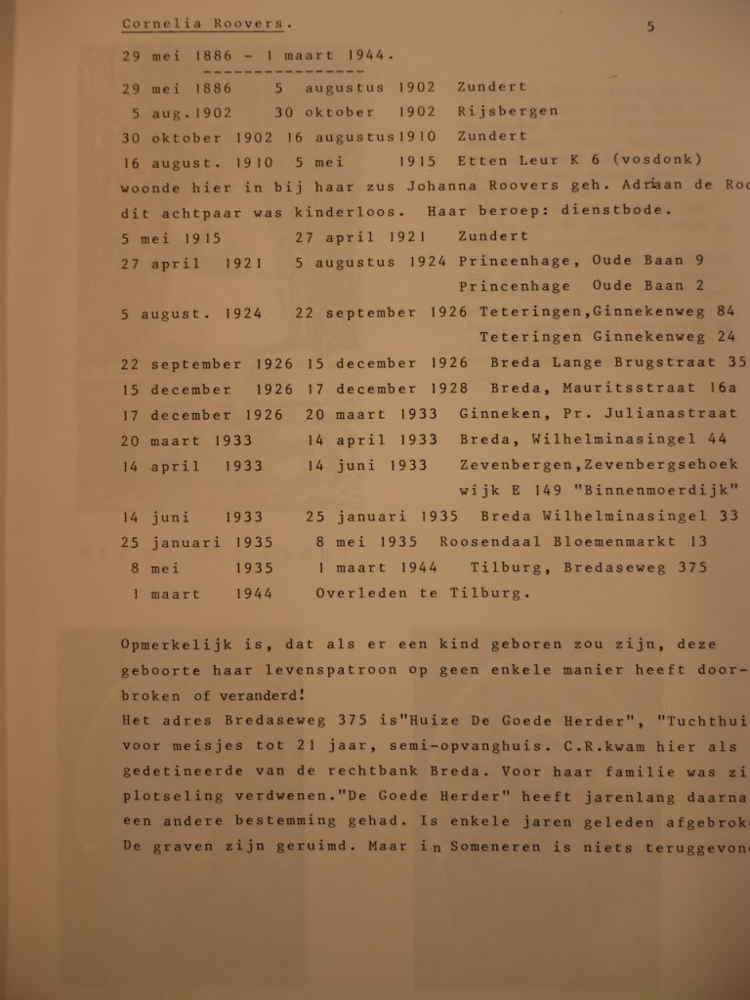 Cornelia Roovers. 5
29 mei 1886 - 1 maart 1944.
29 mei 1886 5 augustus 1902 Zundert
5 aug.1902 30 oktober 1902 Rijsbergen
30 oktober 1902 16 augustus1910 Zundert
16 august. 1910 5 mei 1915 Etten Leur K 6 (vosdonk)
woonde hier in bij haar zus Johanna Roovers geh. Adriaan de Roo
dit achtpaar was kinderloos. Haar beroep: dienstbode.
5 mei 1915 27 april 1921 Zundert
27 april 1921 5 augustus 1924 Princenhage, Oude Baan 9
Princenhage Oude Baan 2
5 august. 1924 22 september 1926 Teteringen,Ginnekenweg 84
Teteringen Ginnekenweg 24
22 september 1926 15 december 1926 Breda Lange Brugstraat 35
15 december 1926 17 december 1928 Breda, Mauritsstraat 16a
17 december 1926 20 maart 1933 Ginneken, Pr. Julianastraat
20 maart 1933 14 april 1933 Breda, Wilhelminasingel 44
14 april 1933 14 juni 1933 Zevenbergen,Zevenbergsehoek
wijk E 149 "Binnenmoerdijk"
14 juni 1933 25 januari 1935 Breda Wilhelminasingel 33
25 januari 1935 8 mei 1935 Roosendaal Bloemenmarkt 13
8 mei 1935 1 maart 1944 Tilburg, Bredaseweg 375
1 maart 1944 Overleden te Tilburg.
Opmerkelijk is, dat als er een kind geboren zou zijn, deze
geboorte haar levenspatroon op geen enkele manier heeft door-
broken of veranderd!
Het adres Bredaseweg 375 is"Huize De Goede Herder", "Tuchthui
voor meisjes tot 21 jaar, semi-opvanghuis. C.R.kwam hier als
gedetineerde van de rechtbank Breda. Voor haar familie was zi
plotseling verdwenen."De Goede Herder" heeft jarenlang daarna
een andere bestemming gehad. Is enkele jaren geleden afgebrok
De graven zijn geruimd. Maar in Someneren is niets teruggevon